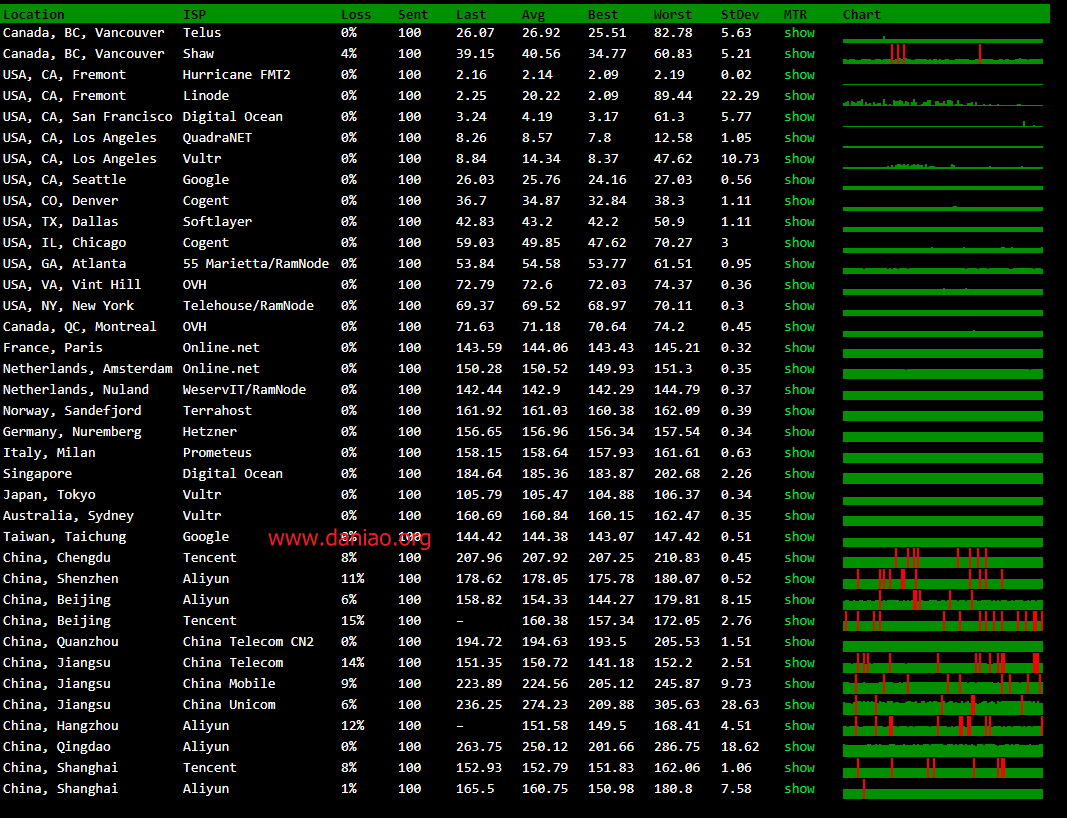 Location ISP Loss Sent Last Avg Best Worst StDev MTR Chart
Canada, BC, Vancouver Telus 0% 100 26.07 26.92 25.51 82.78 5.63 show
Canada, BC, Vancouver Shaw 4% 100 39.15 40.56 34.77 60.83 5.21 show
USA, CA, Fremont Hurricane FMT2 0% 100 2.16 2.14 2.09 2.19 0.02 show
USA, CA, Fremont Linode 0% 100 2.25 20.22 2.09 89.44 22.29 show
USA, CA, San Francisco Digital Ocean 0% 100 3.24 4.19 3.17 61.3 5.77 show
USA, CA, Los Angeles QuadraNET 0% 100 8.26 8.57 7.8 12.58 1.05 show
USA, CA, Los Angeles Vultr 0% 100 8.84 14.34 8.37 47.62 10.73 show
USA, CA, Seattle Google 0% 100 26.03 25.76 24.16 27.03 0.56 show
USA, CO, Denver Cogent 0% 100 36.7 34.87 32.84 38.3 1.11 show
USA, TX, Dallas Softlayer 0% 100 42.83 43.2 42.2 50.9 1.11 show
USA, IL, Chicago Cogent 0% 100 59.03 49.85 47.62 70.27 3 show
USA, GA, Atlanta 55 Marietta/RamNode 0% 100 53.84 54.58 53.77 61.51 0.95 show
USA, VA, Vint Hill OVH 0% 100 72.79 72.6 72.03 74.37 0.36 show
USA, NY, New York Telehouse/RamNode 0% 100 69.37 69.52 68.97 70.11 0.3 show
Canada, QC, Montreal OVH 0% 100 71.63 71.18 70.64 74.2 0.45 show
France, Paris Online.net 0% 100 143.59 144.06 143.43 145.21 0.32 show
Netherlands, Amsterdam Online.net 0% 100 150.28 150.52 149.93 151.3 0.35 show
Netherlands, Nuland WeservIT/RamNode 0% 100 142.44 142.9 142.29 144.79 0.37 show
Norway, Sandefjord Terrahost 0% 100 161.92 161.03 160.38 162.09 0.39 show
Germany, Nuremberg Hetzner 0% 100 156.65 156.96 156.34 157.54 0.34 show
Italy, Milan Prometeus 0% 100 158.15 158.64 157.93 161.61 0.63 show
Singapore Digital Ocean 0% 100 184.64 185.36 183.87 202.68 2.26 show
Japan, Tokyo Vultr 0% 100 105.79 105.47 104.88 106.37 0.34 show
Australia, Sydney Vultr 0% 100 160.69 160.84 160.15 162.47 0.35 show
Taiwan, Taichung Google 100 144.42 144.38 143.07 147.42 0.51 show
www.daniao.org
China, Chengdu Tencent 8% 100 207.96 207.92 207.25 210.83 0.45 show
China, Shenzhen Aliyun 11% 100 178.62 178.05 175.78 180.07 0.52 show
China, Beijing Aliyun 6% 100 158.82 154.33 144.27 179.81 8.15 show
China, Beijing Tencent 15% 100 – 160.38 157.34 172.05 2.76 show
China, Quanzhou China Telecom CN2 0% 100 194.72 194.63 193.5 205.53 1.51 show
China, Jiangsu China Telecom 14% 100 151.35 150.72 141.18 152.2 2.51 show
China, Jiangsu China Mobile 9% 100 223.89 224.56 205.12 245.87 9.73 show
China, Jiangsu China Unicom 6% 100 236.25 274.23 209.88 305.63 28.63 show
China, Hangzhou Aliyun 12% 100 – 151.58 149.5 168.41 4.51 show
China, Qingdao Aliyun 0% 100 263.75 250.12 201.66 286.75 18.62 show
China, Shanghai Tencent 8% 100 152.93 152.79 151.83 162.06 1.06 show
China, Shanghai Aliyun 1% 100 165.5 160.75 150.98 180.8 7.58 show